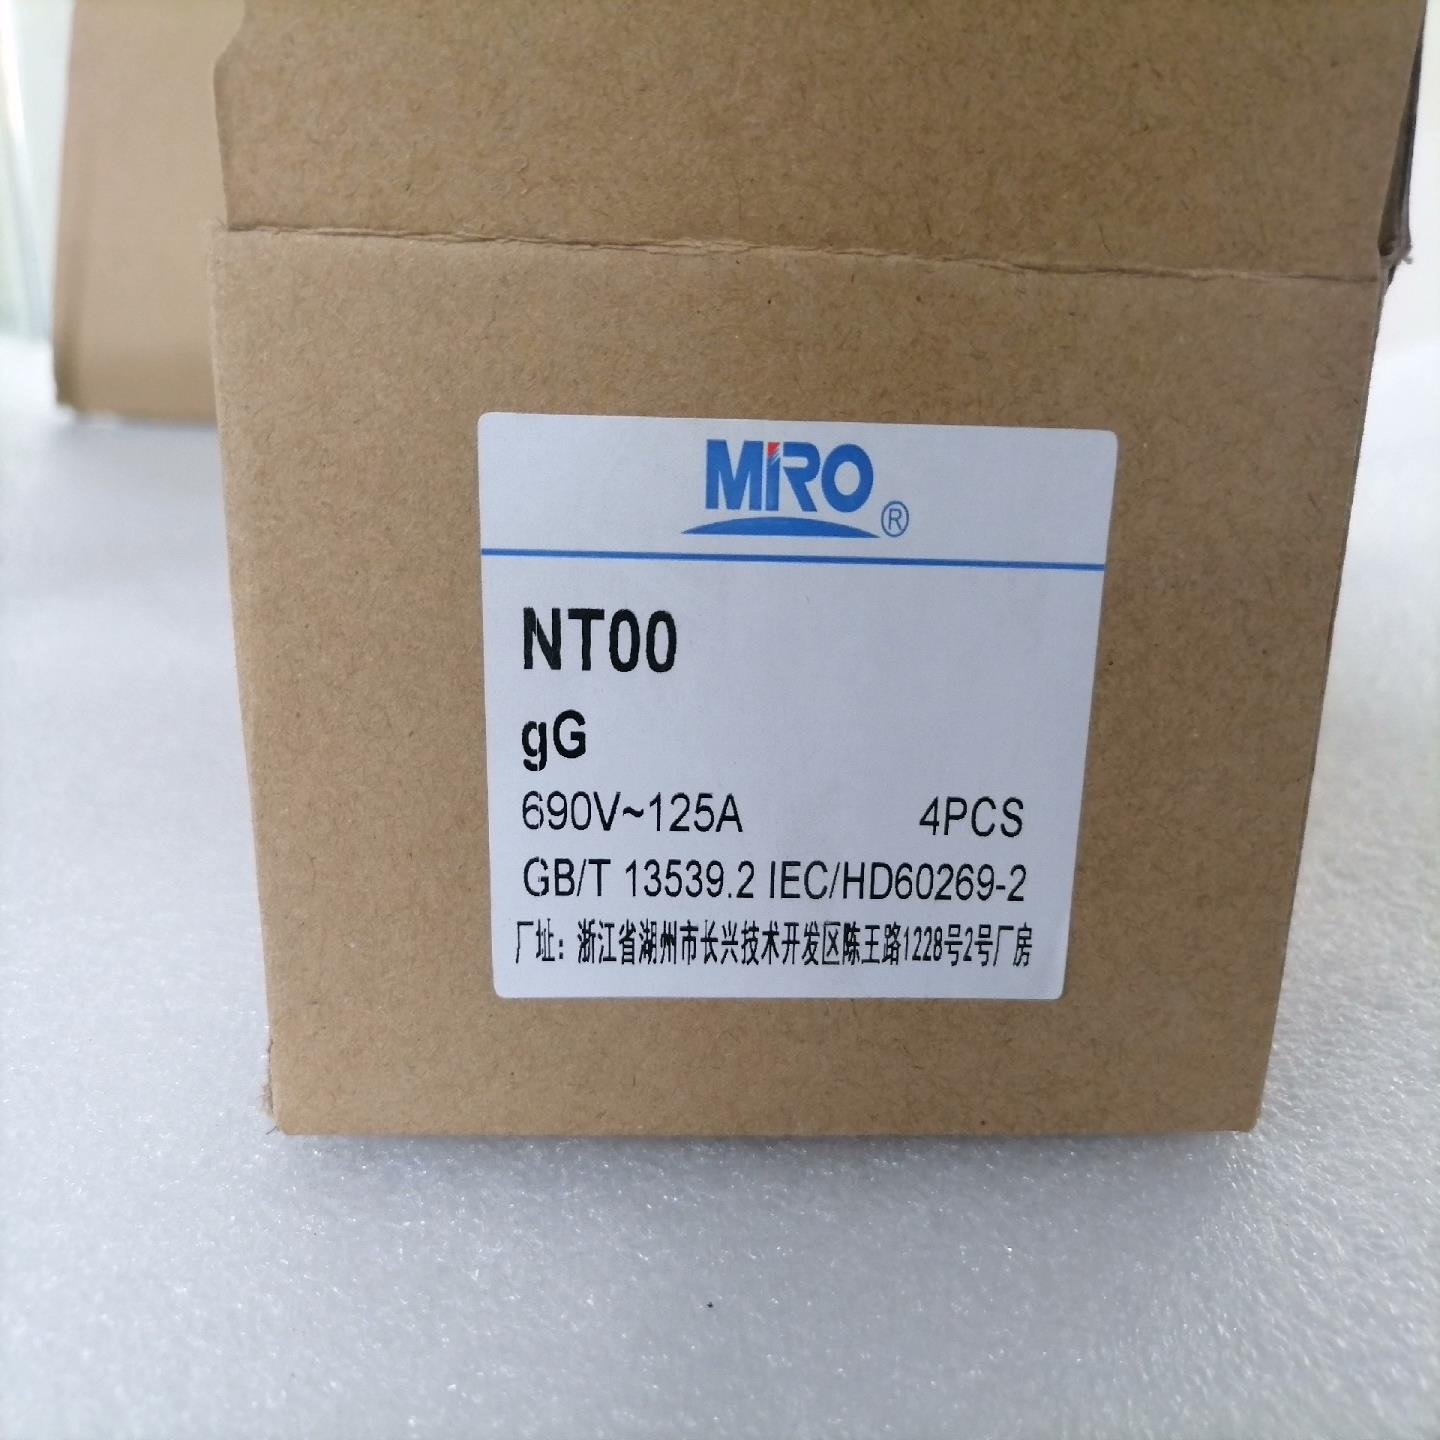 MIRO®
NT00
gG
690V~125A 4PCS
GB/T 13539.2 IEC/HD60269-2
厂址：浙江省湖州市长兴技术开发区陈王路1228号2号厂房